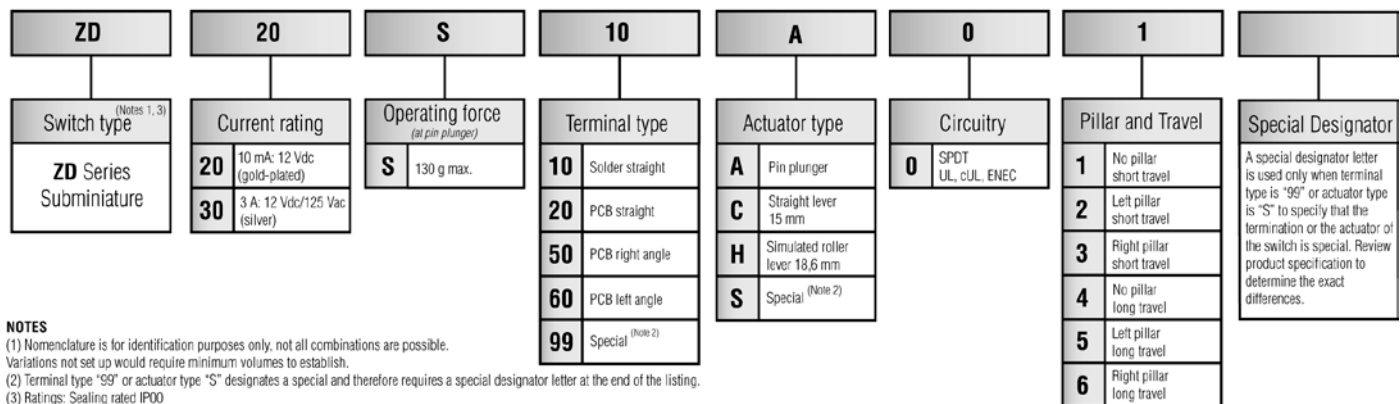 ZD
20
S
10
A
0
1
Switch type (Notes 1, 3)
ZD Series
Subminiature
Current rating
20 10 mA: 12 Vdc
(gold-plated)
30 3 A: 12 Vdc/125 Vac
(silver)
Operating force
(at pin plunger)
S 130 g max.
Terminal type
10 Solder straight
20 PCB straight
50 PCB right angle
60 PCB left angle
99 Special (Note 2)
Actuator type
A Pin plunger
C Straight lever
15 mm
H Simulated roller
lever 18,6 mm
S Special (Note 2)
Circuitry
0 SPDT
UL, cUL, ENEC
Pillar and Travel
1 No pillar
short travel
2 Left pillar
short travel
3 Right pillar
short travel
4 No pillar
long travel
5 Left pillar
long travel
6 Right pillar
long travel
Special Designator
A special designator letter
is used only when terminal
type is "99" or actuator type
is "S" to specify that the
termination or the actuator of
the switch is special. Review
product specification to
determine the exact
differences.
NOTES
(1) Nomenclature is for identification purposes only, not all combinations are possible.
Variations not set up would require minimum volumes to establish.
(2) Terminal type "99" or actuator type "S" designates a special and therefore requires a special designator letter at the end of the listing.
(3) Ratings: Sealing rated IP00